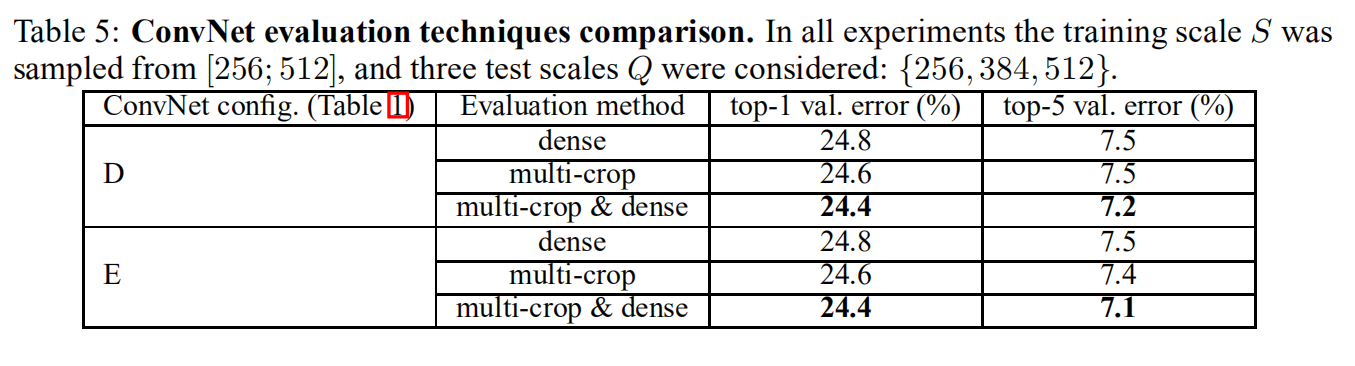 Table 5: ConvNet evaluation techniques comparison. In all experiments the training scale S was
sampled from [256; 512], and three test scales Q were considered: {256, 384, 512}.
ConvNet config. (Table 1) Evaluation method top-1 val. error (%) top-5 val. error (%)
D
dense 24.8 7.5
multi-crop 24.6 7.5
multi-crop & dense 24.4 7.2
E
dense 24.8 7.5
multi-crop 24.6 7.4
multi-crop & dense 24.4 7.1